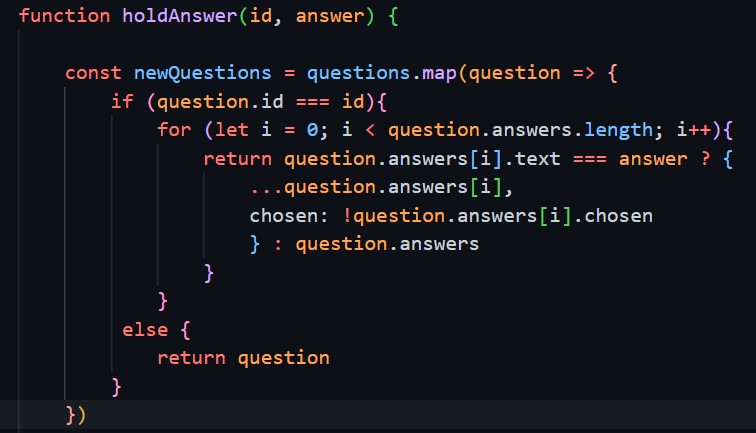 function holdAnswer(id, answer) {
const newQuestions = questions.map(question => {
if (question.id === id){
for (let i = 0; i < question.answers.length; i++){
return question.answers[i].text === answer ? {
...question.answers[i],
chosen: !question.answers[i].chosen
} : question.answers
}
}
else {
return question
}
})